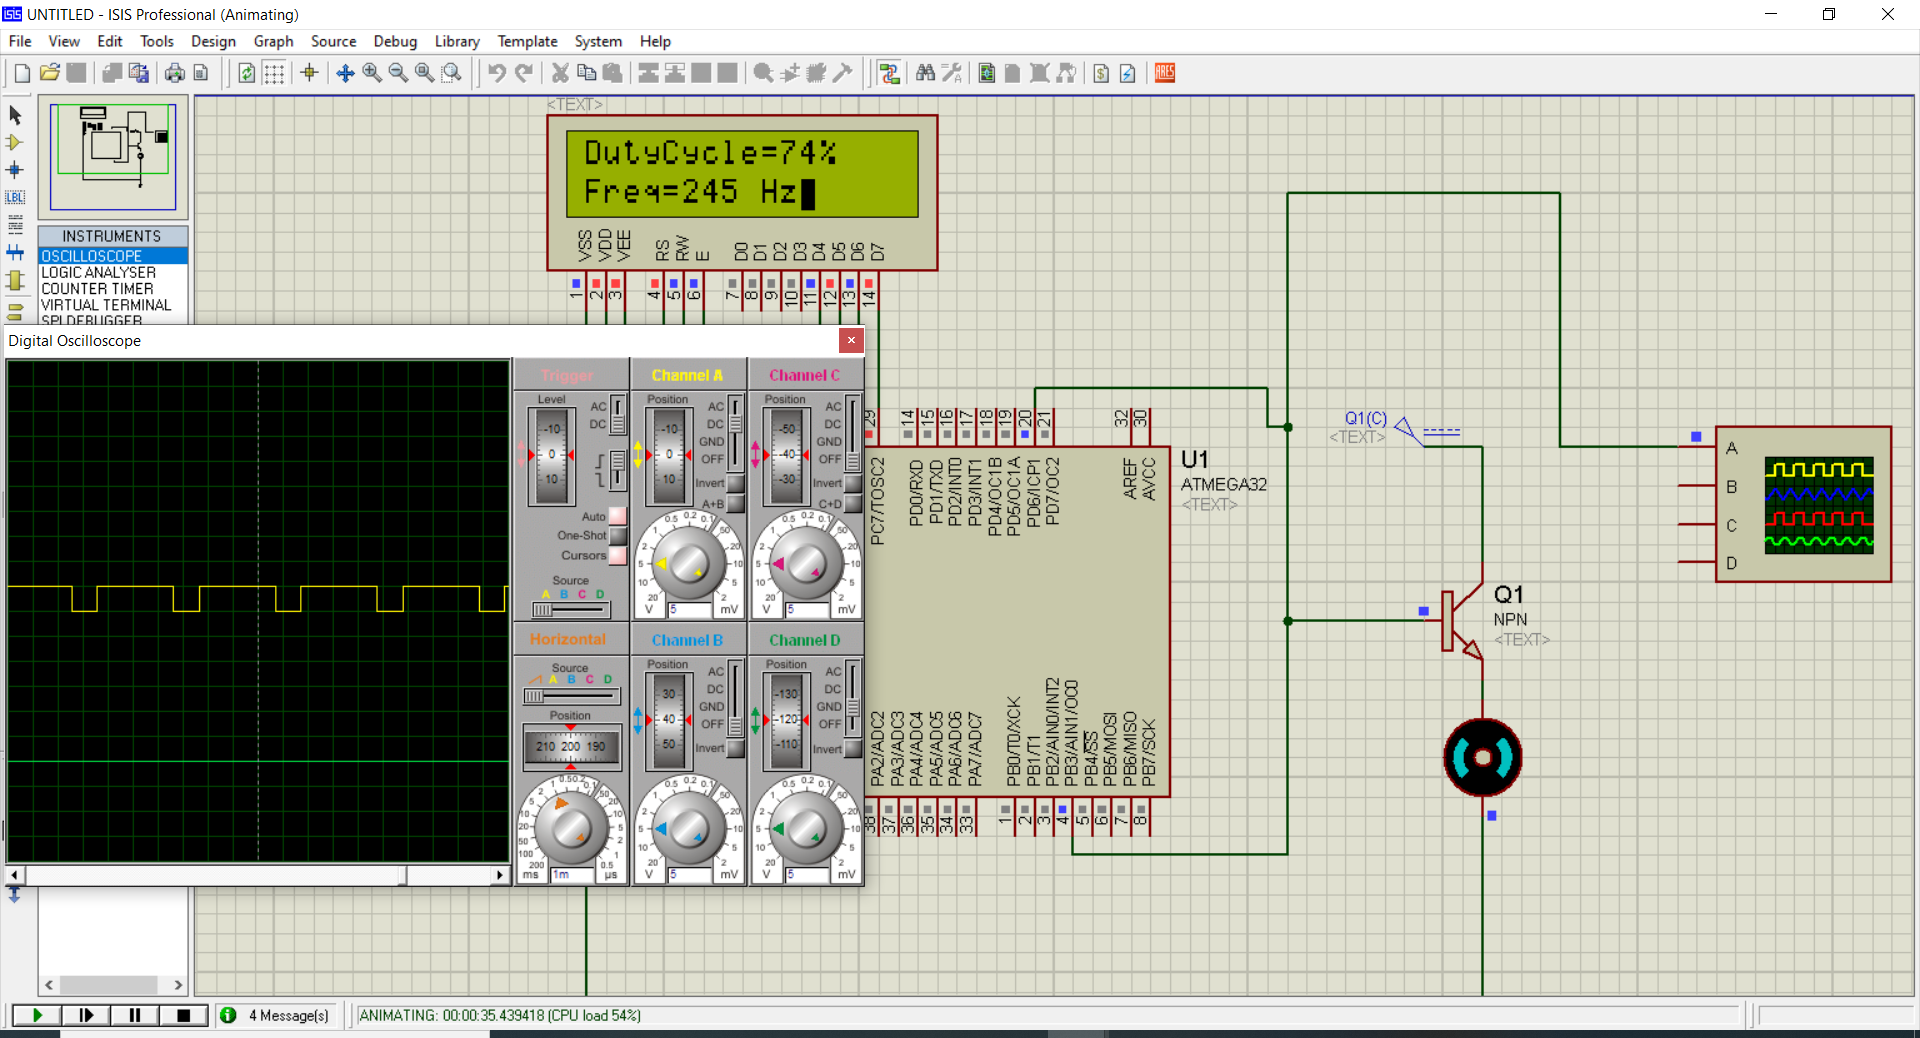 UNTITLED - ISIS Professional (Animating)
File View Edit Tools Design Graph Source Debug Library Template System Help
ARES
LBL
INSTRUMENTS
OSCILLOSCOPE
LOGIC ANALYSER
COUNTER TIMER
VIRTUAL TERMINAL
SPI DEBUGGER
<TEXT>
DutyCycle=74%
Freq=245 Hz
VSS VDD VEE RS RW E D0 D1 D2 D3 D4 D5 D6 D7
1 2 3 4 5 6 7 8 9 10 11 12 13 14
Digital Oscilloscope
Trigger
Level
-10
0
10
AC
DC
Auto
One-Shot
Cursors
Source
A B C D
Channel A
Position
-10
0
10
AC
DC
GND
OFF
Invert
A+B
V 5 mV
Channel C
Position
-50
-40
-30
AC
DC
GND
OFF
Invert
C+D
V 5 mV
Horizontal
Source
A B C D
Position
210 200 190
ms 1m µs
Channel B
Position
30
40
50
AC
DC
GND
OFF
Invert
V 5 mV
Channel D
Position
-130
-120
-110
AC
DC
GND
OFF
Invert
V 5 mV
29 14 15 16 17 18 19 20 21 32 30
PC7/TOSC2 PD0/RXD PD1/TXD PD2/INT0 PD3/INT1 PD4/OC1B PD5/OC1A PD6/ICP1 PD7/OC2 AREF AVCC
U1
ATMEGA32
<TEXT>
PA2/ADC2 PA3/ADC3 PA4/ADC4 PA5/ADC5 PA6/ADC6 PA7/ADC7 PB0/T0/XCK PB1/T1 PB2/AIN0/INT2 PB3/AIN1/OC0 PB4/SS PB5/MOSI PB6/MISO PB7/SCK
38 37 36 35 34 33 1 2 3 4 5 6 7 8
Q1(C)
<TEXT>
Q1
NPN
<TEXT>
A
B
C
D
4 Message(s)
ANIMATING: 00:00:35.439418 (CPU load 54%)